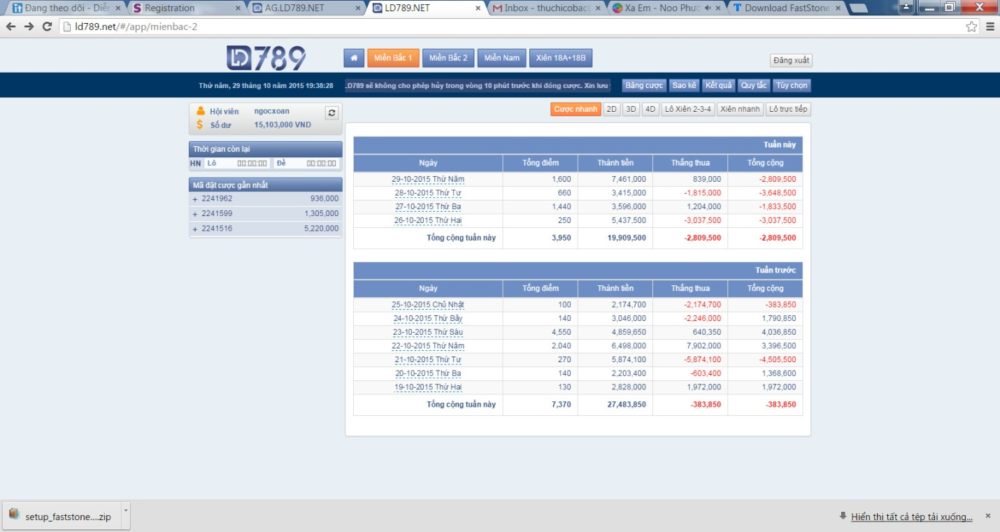 Đang theo dõi - Diễn
Registration
AG.LD789.NET
LD789.NET
Inbox - thuchicobac@
Xa Em - Noo Phước
Download FastStone
ld789.net/#/app/mienbac-2
LD789
Miền Bắc 1
Miền Bắc 2
Miền Nam
Xiên 18A+18B
Đăng xuất
Thứ năm, 29 tháng 10 năm 2015 19:38:28
LD789 sẽ không cho phép hủy trong vòng 10 phút trước khi đóng cược. Xin lưu
Bảng cược
Sao kê
Kết quả
Quy tắc
Tùy chọn
Hội viên ngocxoan
Số dư 15,103,000 VND
Cược nhanh
2D
3D
4D
Lô Xiên 2-3-4
Xiên nhanh
Lô trực tiếp
Thời gian còn lại
HN Lô 00:00:00 Đề 00:00:00
Mã đặt cược gần nhất
+ 2241962 936,000
+ 2241599 1,305,000
+ 2241516 5,220,000
Tuần này
Ngày Tổng điểm Thành tiền Thắng thua Tổng cộng
29-10-2015 Thứ Năm 1,600 7,461,000 839,000 -2,809,500
28-10-2015 Thứ Tư 660 3,415,000 -1,815,000 -3,648,500
27-10-2015 Thứ Ba 1,440 3,596,000 1,204,000 -1,833,500
26-10-2015 Thứ Hai 250 5,437,500 -3,037,500 -3,037,500
Tổng cộng tuần này 3,950 19,909,500 -2,809,500 -2,809,500
Tuần trước
Ngày Tổng điểm Thành tiền Thắng thua Tổng cộng
25-10-2015 Chủ Nhật 100 2,174,700 -2,174,700 -383,850
24-10-2015 Thứ Bảy 140 3,046,000 -2,246,000 1,790,850
23-10-2015 Thứ Sáu 4,550 4,859,650 640,350 4,036,850
22-10-2015 Thứ Năm 2,040 6,498,000 7,902,000 3,396,500
21-10-2015 Thứ Tư 270 5,874,100 -5,874,100 -4,505,500
20-10-2015 Thứ Ba 140 2,203,400 -603,400 1,368,600
19-10-2015 Thứ Hai 130 2,828,000 1,972,000 1,972,000
Tổng cộng tuần này 7,370 27,483,850 -383,850 -383,850
setup_faststone....zip
Hiển thị tất cả tệp tải xuống...